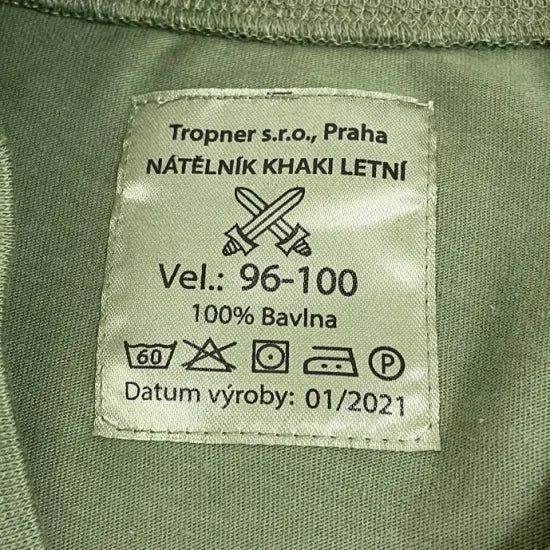 Tropner s.r.o., Praha
NÁTĚLNÍK KHAKI LETNÍ
Vel.: 96-100
100% Bavlna
60 P
Datum výroby: 01/2021